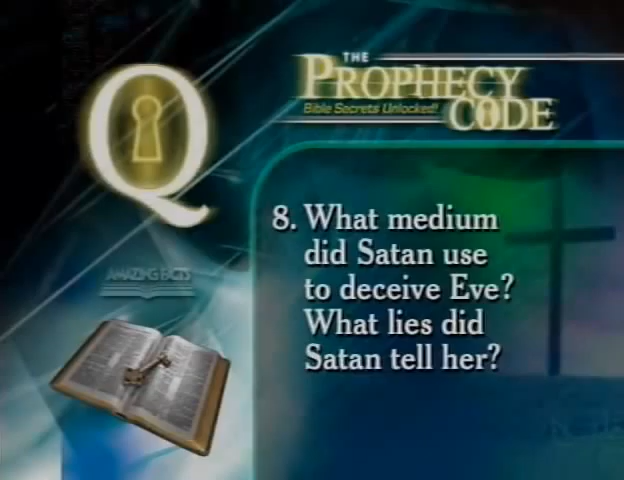 Q
THE
PROPHECY
Bible Secrets Unlocked!
CODE
8. What medium
did Satan use
to deceive Eve?
What lies did
Satan tell her?
AMAZING FACTS